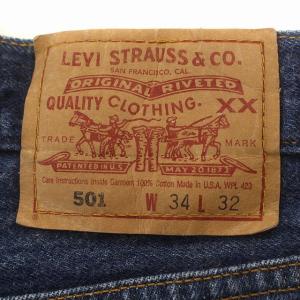 LEVI STRAUSS & CO.
SAN FRANCISCO, CAL.
ORIGINAL RIVETED
QUALITY CLOTHING. XX
TRADE MARK
PATENTED IN U.S. MAY 20 1873
Care Instructions Inside Garment 100% Cotton Made in U.S.A. WPL 423
501 W 34 L 32